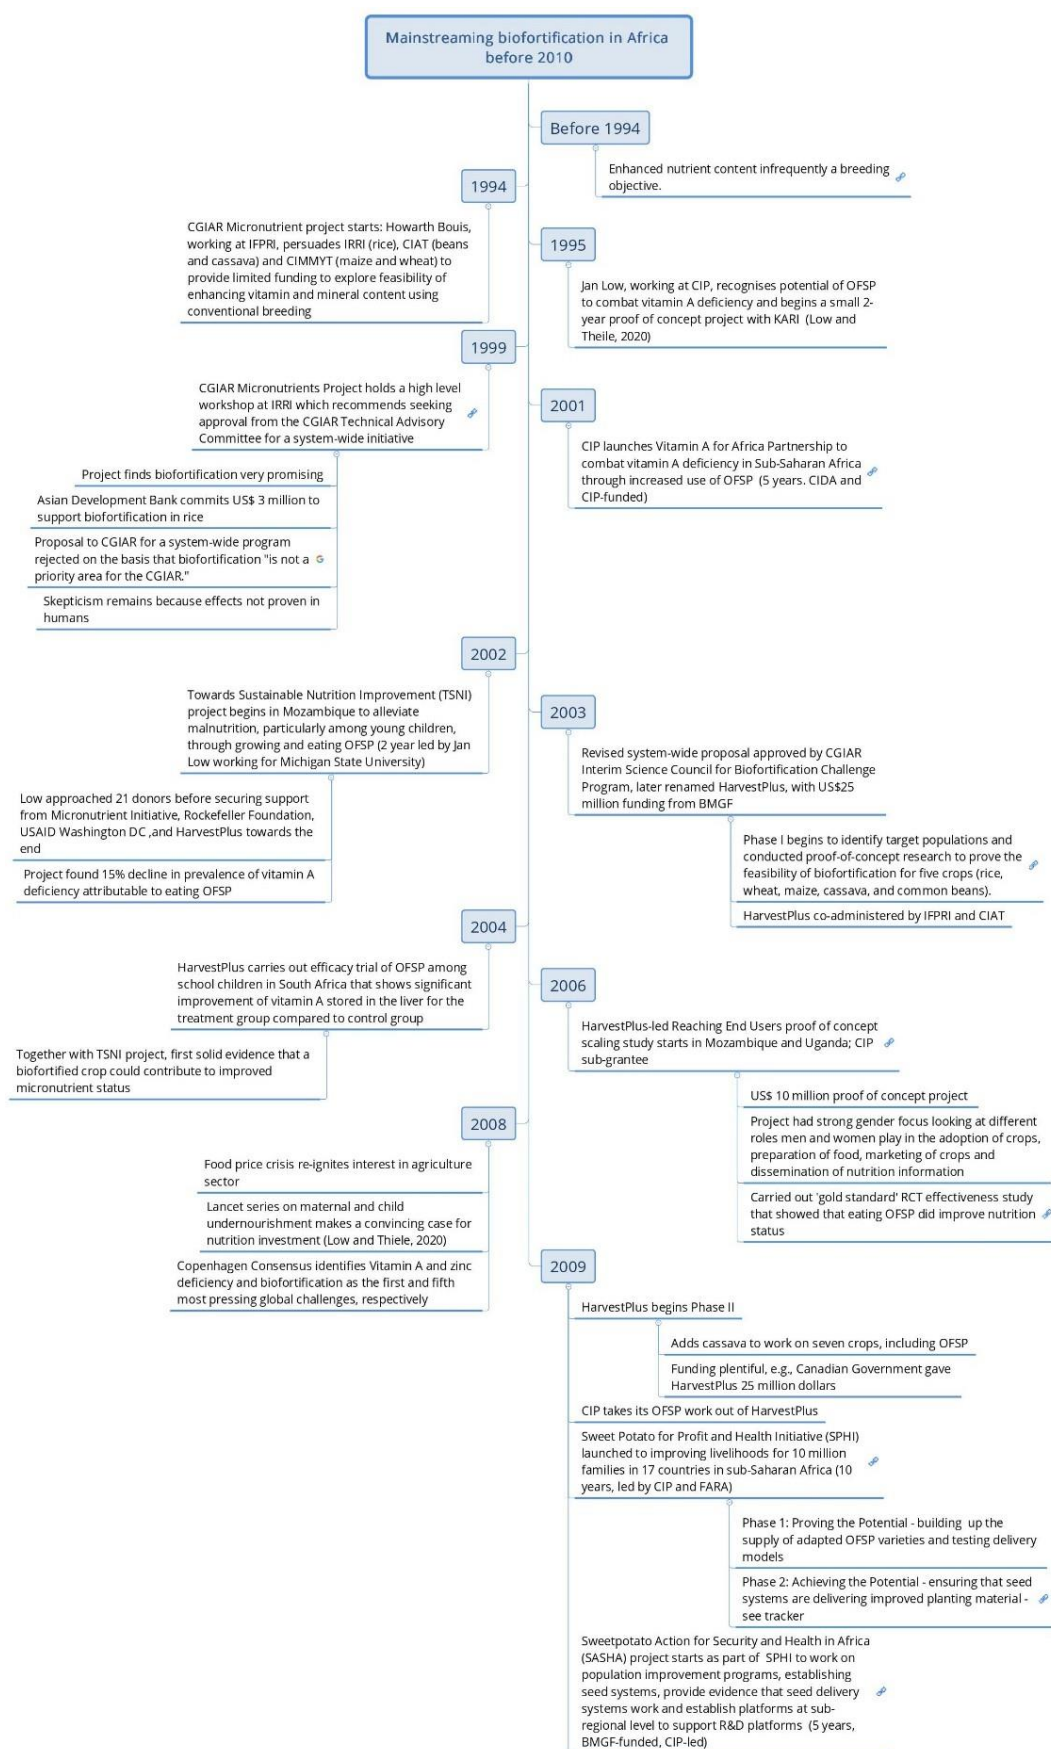 Mainstreaming biofortification in Africa
before 2010
Before 1994
Enhanced nutrient content infrequently a breeding
objective.
1994
CGIAR Micronutrient project starts: Howarth Bouis,
working at IFPRI, persuades IRRI (rice), CIAT (beans
and cassava) and CIMMYT (maize and wheat) to
provide limited funding to explore feasibility of
enhancing vitamin and mineral content using
conventional breeding
1995
Jan Low, working at CIP, recognises potential of OFSP
to combat vitamin A deficiency and begins a small 2-
year proof of concept project with KARI (Low and
Theile, 2020)
1999
CGIAR Micronutrients Project holds a high level
workshop at IRRI which recommends seeking
approval from the CGIAR Technical Advisory
Committee for a system-wide initiative
Project finds biofortification very promising
Asian Development Bank commits US$ 3 million to
support biofortification in rice
Proposal to CGIAR for a system-wide program
rejected on the basis that biofortification "is not a
priority area for the CGIAR."
Skepticism remains because effects not proven in
humans
2001
CIP launches Vitamin A for Africa Partnership to
combat vitamin A deficiency in Sub-Saharan Africa
through increased use of OFSP (5 years. CIDA and
CIP-funded)
2002
Towards Sustainable Nutrition Improvement (TSNI)
project begins in Mozambique to alleviate
malnutrition, particularly among young children,
through growing and eating OFSP (2 year led by Jan
Low working for Michigan State University)
Low approached 21 donors before securing support
from Micronutrient Initiative, Rockefeller Foundation,
USAID Washington DC ,and HarvestPlus towards the
end
Project found 15% decline in prevalence of vitamin A
deficiency attributable to eating OFSP
2003
Revised system-wide proposal approved by CGIAR
Interim Science Council for Biofortification Challenge
Program, later renamed HarvestPlus, with US$25
million funding from BMGF
Phase I begins to identify target populations and
conducted proof-of-concept research to prove the
feasibility of biofortification for five crops (rice,
wheat, maize, cassava, and common beans).
HarvestPlus co-administered by IFPRI and CIAT
2004
HarvestPlus carries out efficacy trial of OFSP among
school children in South Africa that shows significant
improvement of vitamin A stored in the liver for the
treatment group compared to control group
Together with TSNI project, first solid evidence that a
biofortified crop could contribute to improved
micronutrient status
2006
HarvestPlus-led Reaching End Users proof of concept
scaling study starts in Mozambique and Uganda; CIP
sub-grantee
US$ 10 million proof of concept project
Project had strong gender focus looking at different
roles men and women play in the adoption of crops,
preparation of food, marketing of crops and
dissemination of nutrition information
Carried out 'gold standard' RCT effectiveness study
that showed that eating OFSP did improve nutrition
status
2008
Food price crisis re-ignites interest in agriculture
sector
Lancet series on maternal and child
undernourishment makes a convincing case for
nutrition investment (Low and Thiele, 2020)
Copenhagen Consensus identifies Vitamin A and zinc
deficiency and biofortification as the first and fifth
most pressing global challenges, respectively
2009
HarvestPlus begins Phase II
Adds cassava to work on seven crops, including OFSP
Funding plentiful, e.g., Canadian Government gave
HarvestPlus 25 million dollars
CIP takes its OFSP work out of HarvestPlus
Sweet Potato for Profit and Health Initiative (SPHI)
launched to improving livelihoods for 10 million
families in 17 countries in sub-Saharan Africa (10
years, led by CIP and FARA)
Phase 1: Proving the Potential - building up the
supply of adapted OFSP varieties and testing delivery
models
Phase 2: Achieving the Potential - ensuring that seed
systems are delivering improved planting material -
see tracker
Sweetpotato Action for Security and Health in Africa
(SASHA) project starts as part of SPHI to work on
population improvement programs, establishing
seed systems, provide evidence that seed delivery
systems work and establish platforms at sub-
regional level to support R&D platforms (5 years,
BMGF-funded, CIP-led)